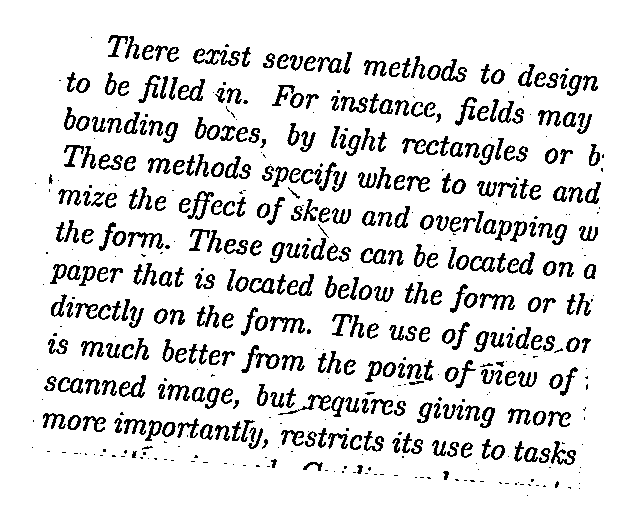 There exist several methods to design
to be filled in. For instance, fields may
bounding boxes, by light rectangles or b
These methods specify where to write and
mize the effect of skew and overlapping w
the form. These guides can be located on a
paper that is located below the form or th
directly on the form. The use of guides or
is much better from the point of view of
scanned image, but requires giving more
more importantly, restricts its use to tasks